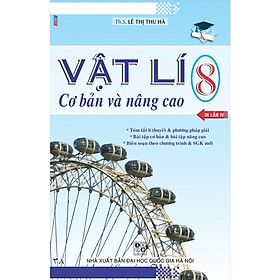 Th.S. LÊ THỊ THU HÀ
VẬT LÍ 8
Cơ bản và nâng cao
IN LẦN IV
* Tóm tắt lí thuyết & phương pháp giải
* Bài tập cơ bản & bài tập nâng cao
* Biên soạn theo chương trình & SGK mới
NHÀ XUẤT BẢN ĐẠI HỌC QUỐC GIA HÀ NỘI